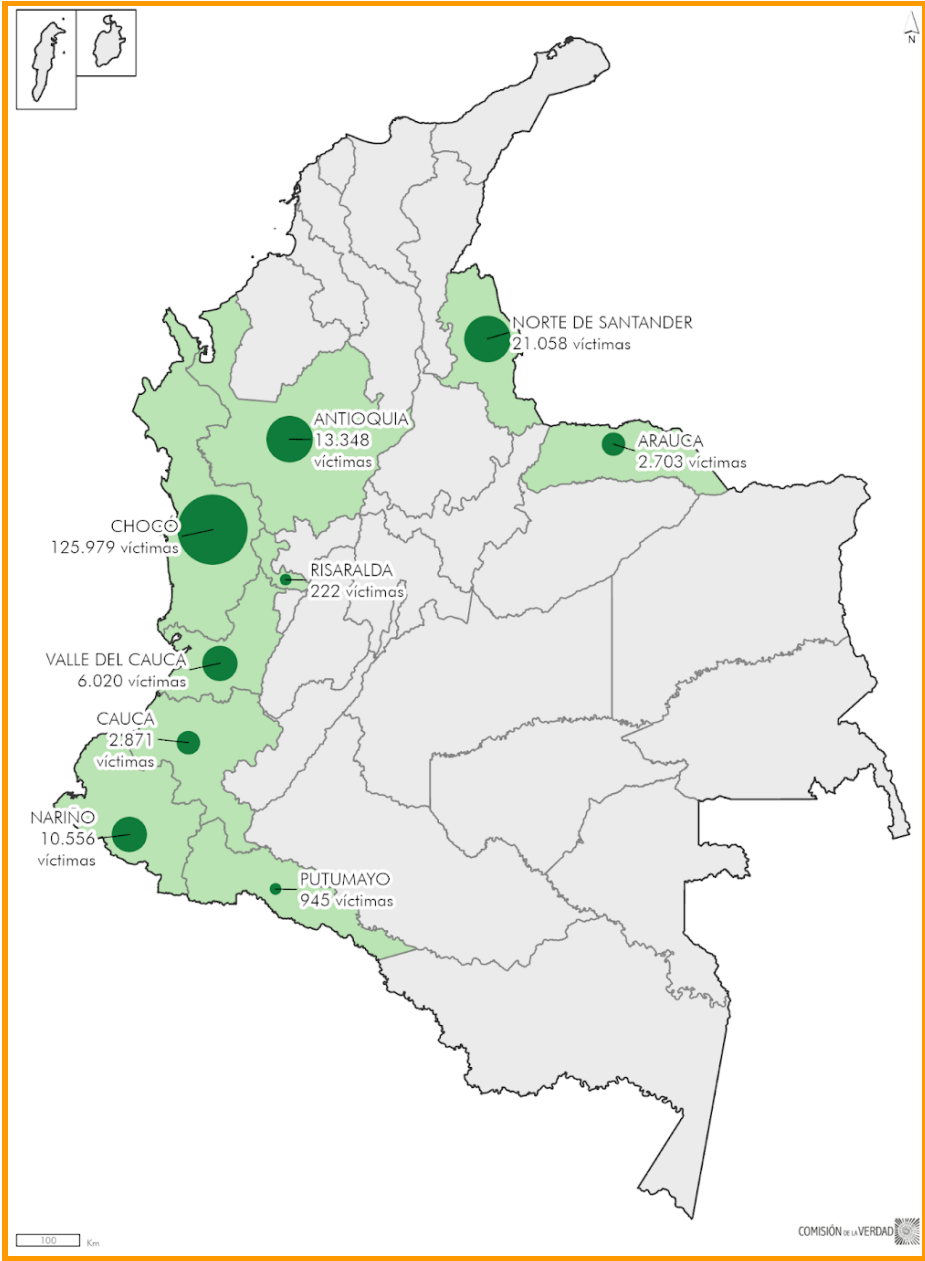 N
NORTE DE SANTANDER
21.058 víctimas
ANTIOQUIA
13.348
víctimas
ARAUCA
2.703 víctimas
CHOCÓ
125.979 víctimas
RISARALDA
222 víctimas
VALLE DEL CAUCA
6.020 víctimas
CAUCA
2.871
víctimas
NARIÑO
10.556
víctimas
PUTUMAYO
945 víctimas
100 Km
COMISIÓN DE LA VERDAD